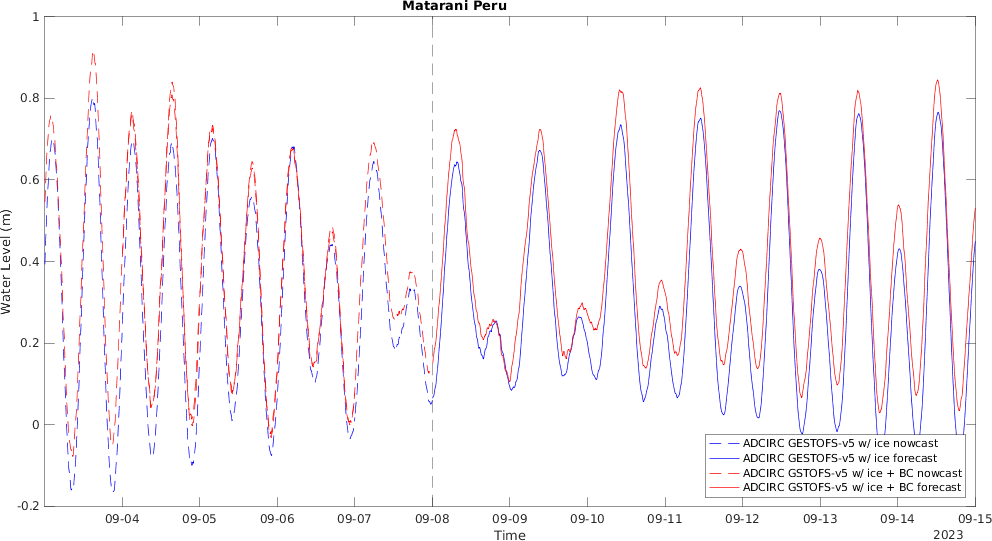 Matarani Peru
1
0.8
0.6
0.4
0.2
0
-0.2
Water Level (m)
09-04 09-05 09-06 09-07 09-08 09-09 09-10 09-11 09-12 09-13 09-14 09-15
Time
2023
ADCIRC GESTOFS-v5 w/ ice nowcast
ADCIRC GESTOFS-v5 w/ ice forecast
ADCIRC GSTOFS-v5 w/ ice + BC nowcast
ADCIRC GSTOFS-v5 w/ ice + BC forecast